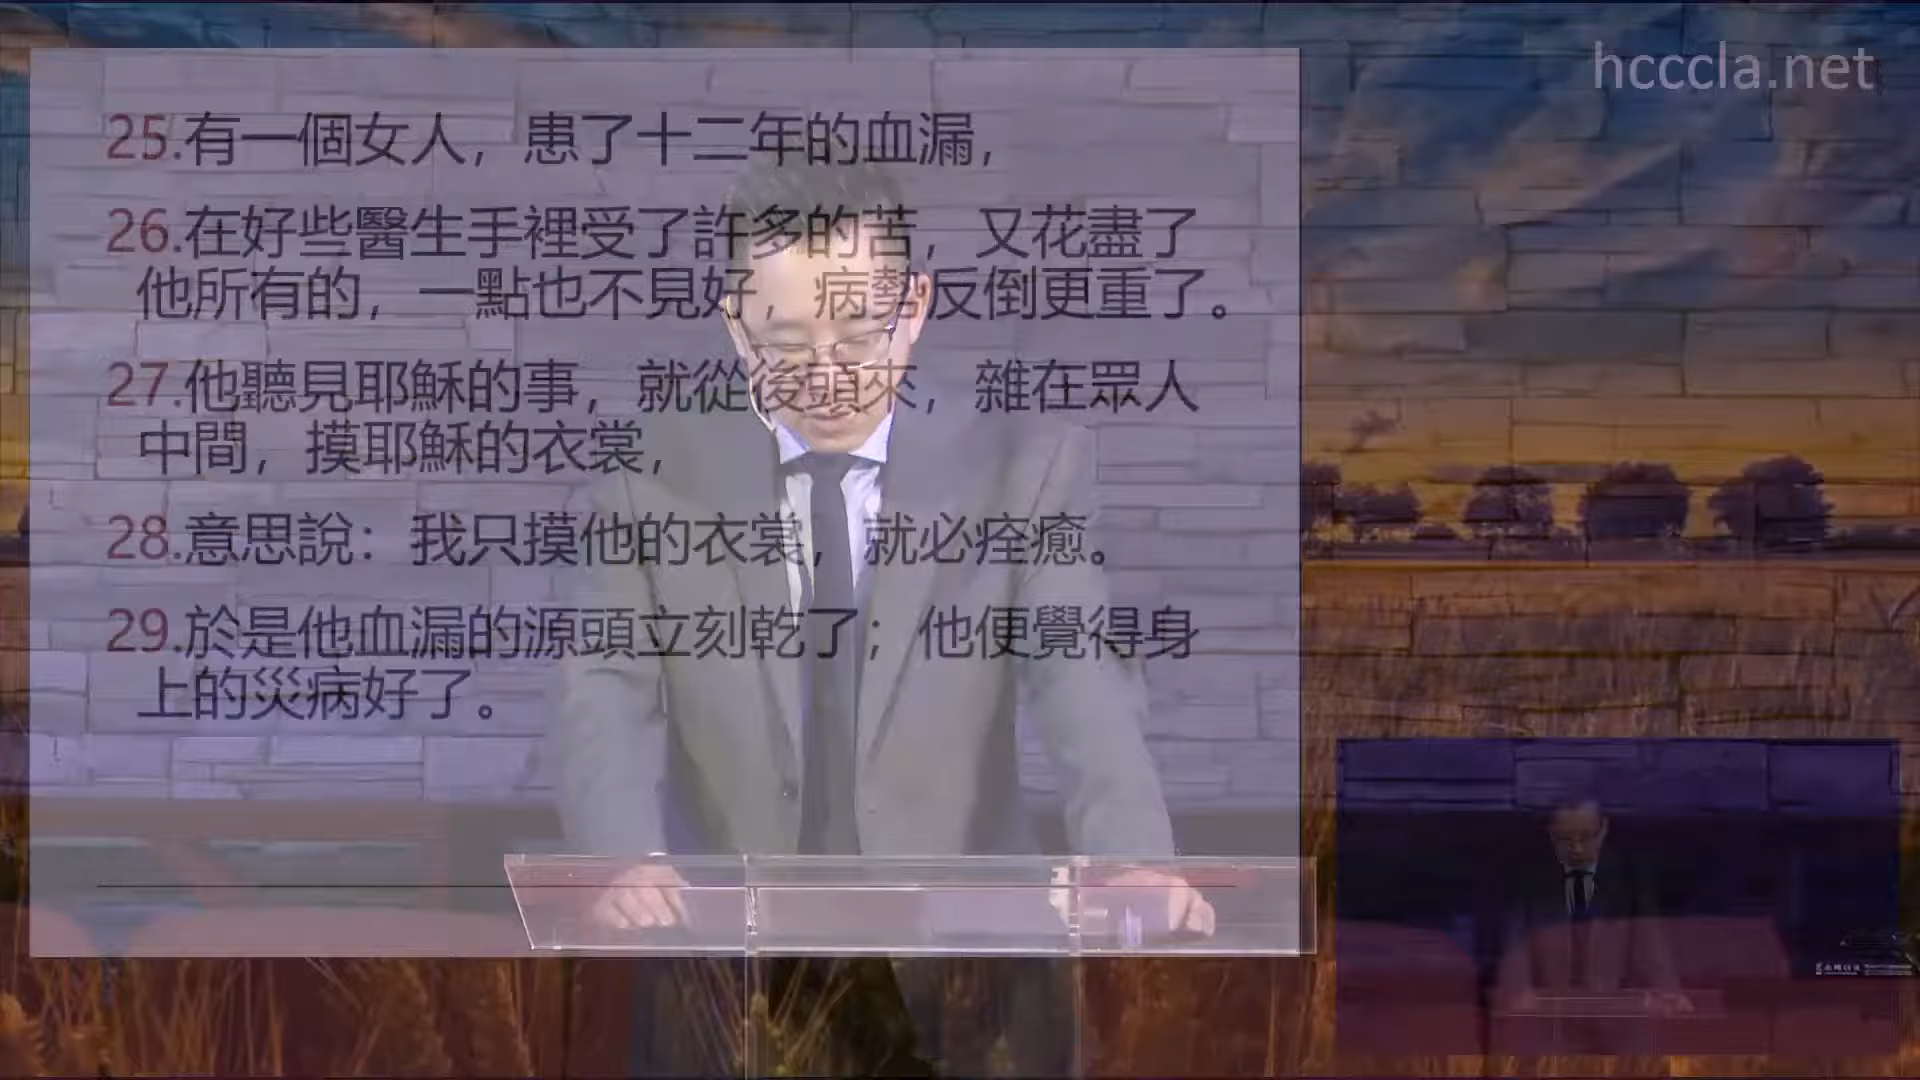 hcccla.net
25.有一個女人，患了十二年的血漏，
26.在好些醫生手裡受了許多的苦，又花盡了
他所有的，一點也不見好，病勢反倒更重了。
27.他聽見耶穌的事，就從後頭來，雜在眾人
中間，摸耶穌的衣裳，
28.意思說：我只摸他的衣裳，就必痊癒。
29.於是他血漏的源頭立刻乾了；他便覺得身
上的災病好了。